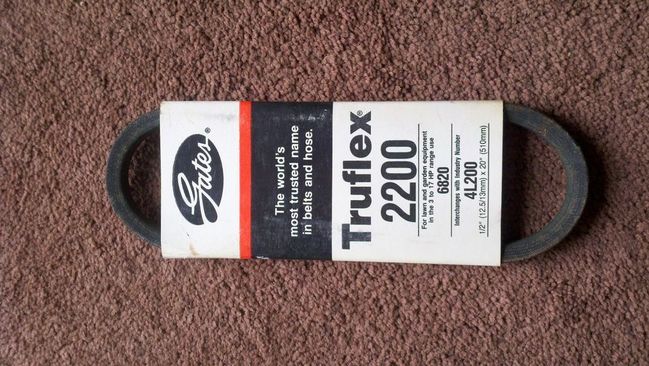 Gates®
The world's
most trusted name
in belts and hose.
Truflex®
2200
For lawn and garden equipment
in the 3 to 17 HP range use
6820
Interchanges with Industry Number
4L200
1/2" (12.5/13mm) x 20" (510mm)